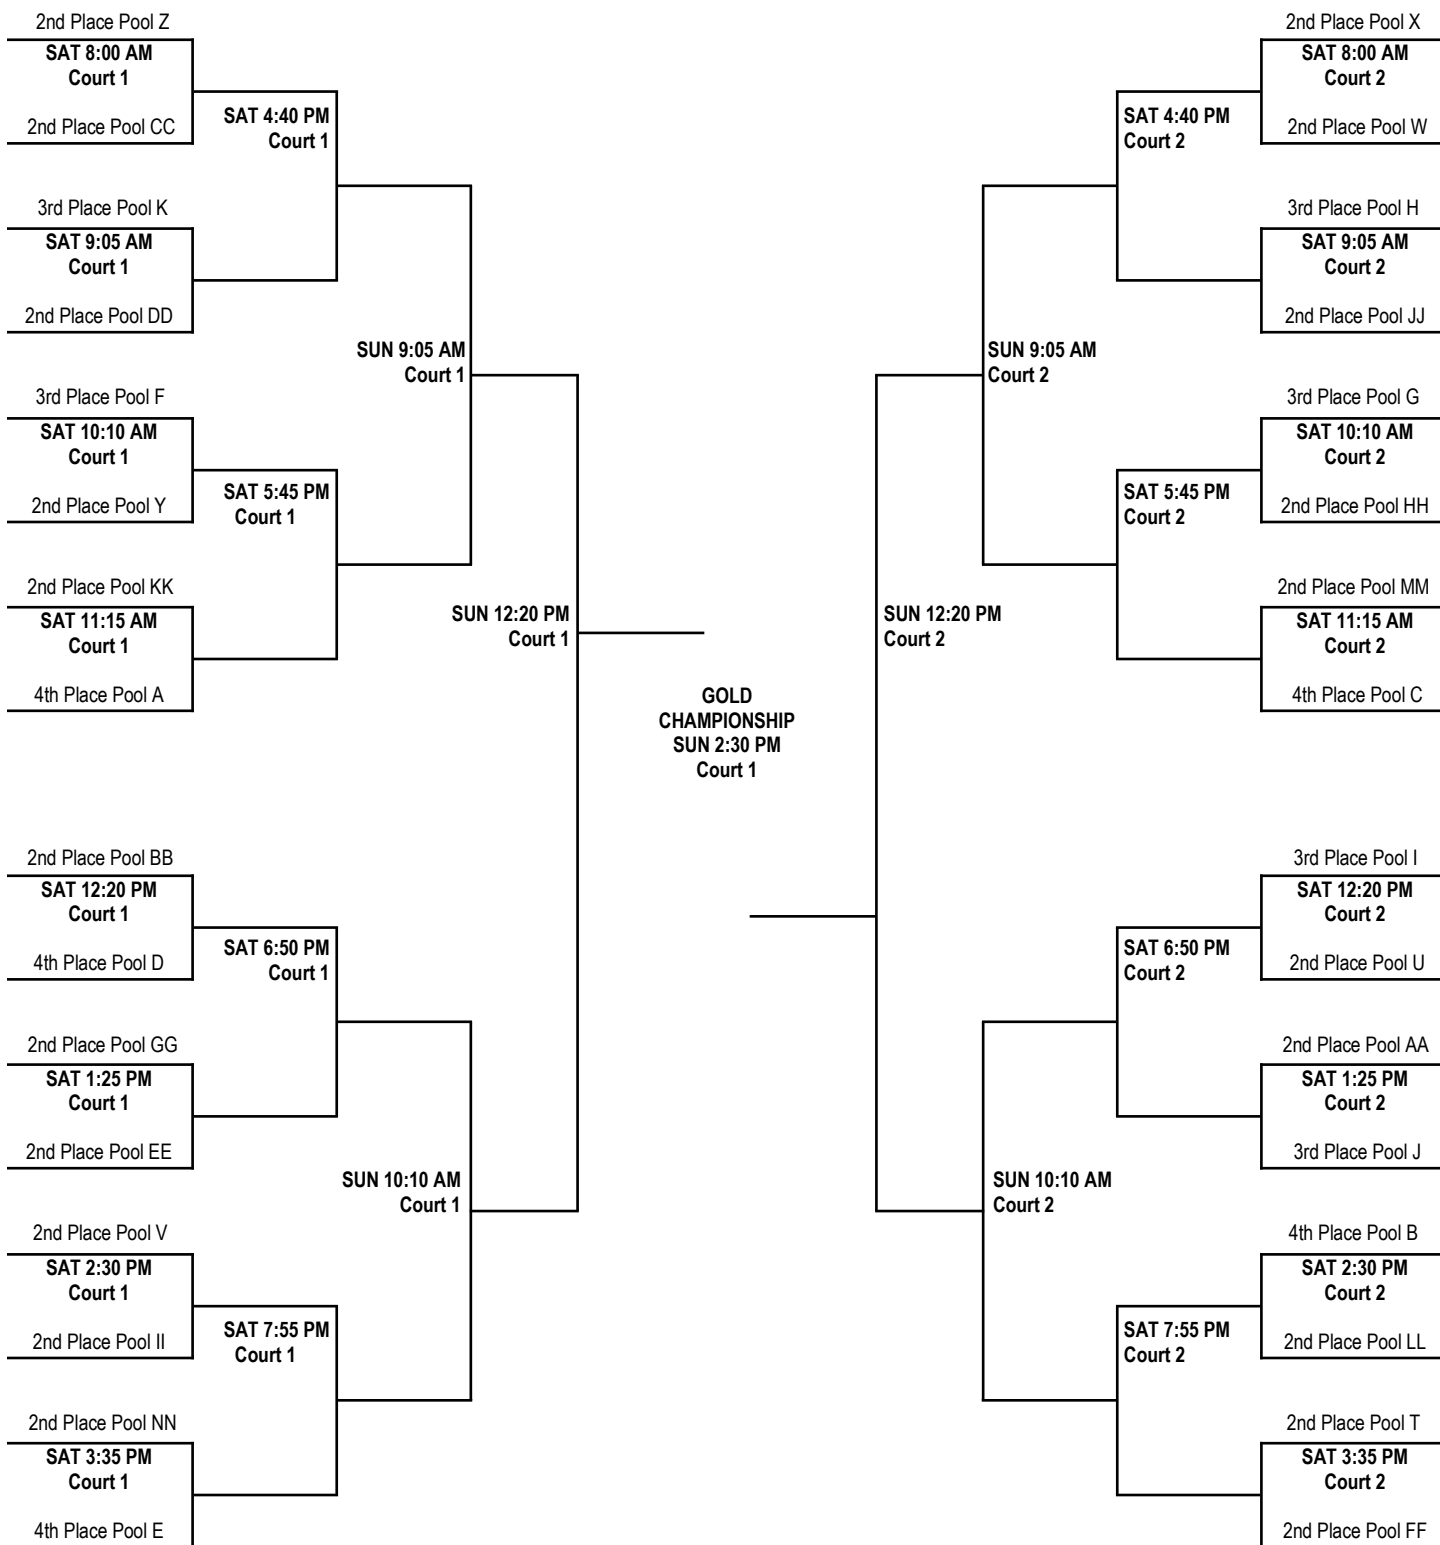 2nd Place Pool Z
SAT 8:00 AM
Court 1
2nd Place Pool CC
SAT 4:40 PM
Court 1
3rd Place Pool K
SAT 9:05 AM
Court 1
2nd Place Pool DD
SUN 9:05 AM
Court 1
3rd Place Pool F
SAT 10:10 AM
Court 1
2nd Place Pool Y
SAT 5:45 PM
Court 1
2nd Place Pool KK
SAT 11:15 AM
Court 1
4th Place Pool A
SUN 12:20 PM
Court 1
2nd Place Pool BB
SAT 12:20 PM
Court 1
4th Place Pool D
SAT 6:50 PM
Court 1
2nd Place Pool GG
SAT 1:25 PM
Court 1
2nd Place Pool EE
SUN 10:10 AM
Court 1
2nd Place Pool V
SAT 2:30 PM
Court 1
2nd Place Pool II
SAT 7:55 PM
Court 1
2nd Place Pool NN
SAT 3:35 PM
Court 1
4th Place Pool E
GOLD
CHAMPIONSHIP
SUN 2:30 PM
Court 1
2nd Place Pool X
SAT 8:00 AM
Court 2
2nd Place Pool W
SAT 4:40 PM
Court 2
3rd Place Pool H
SAT 9:05 AM
Court 2
2nd Place Pool JJ
SUN 9:05 AM
Court 2
3rd Place Pool G
SAT 10:10 AM
Court 2
2nd Place Pool HH
SAT 5:45 PM
Court 2
2nd Place Pool MM
SAT 11:15 AM
Court 2
4th Place Pool C
SUN 12:20 PM
Court 2
3rd Place Pool I
SAT 12:20 PM
Court 2
2nd Place Pool U
SAT 6:50 PM
Court 2
2nd Place Pool AA
SAT 1:25 PM
Court 2
3rd Place Pool J
SUN 10:10 AM
Court 2
4th Place Pool B
SAT 2:30 PM
Court 2
2nd Place Pool LL
SAT 7:55 PM
Court 2
2nd Place Pool T
SAT 3:35 PM
Court 2
2nd Place Pool FF